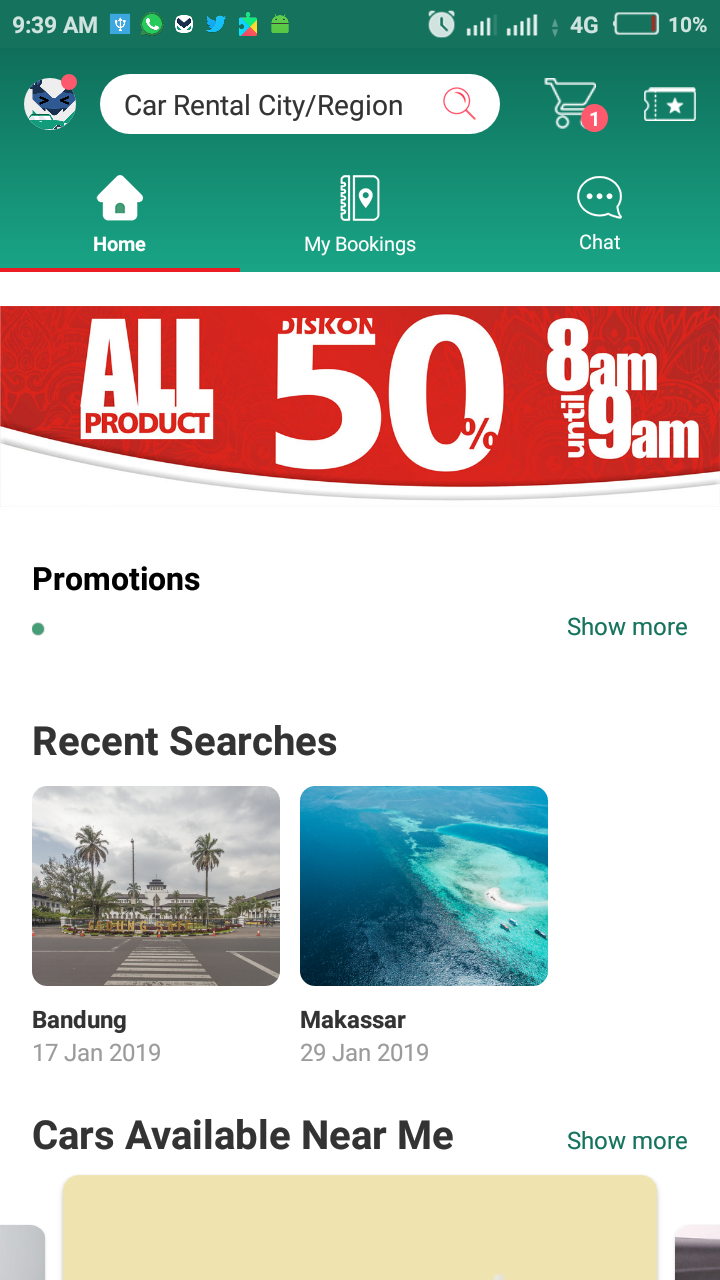 9:39 AM
4G
10%
Car Rental City/Region
1
Home
My Bookings
Chat
ALL
PRODUCT
DISKON
50%
8am
until
9am
Promotions
Show more
Recent Searches
Bandung
17 Jan 2019
Makassar
29 Jan 2019
Cars Available Near Me
Show more